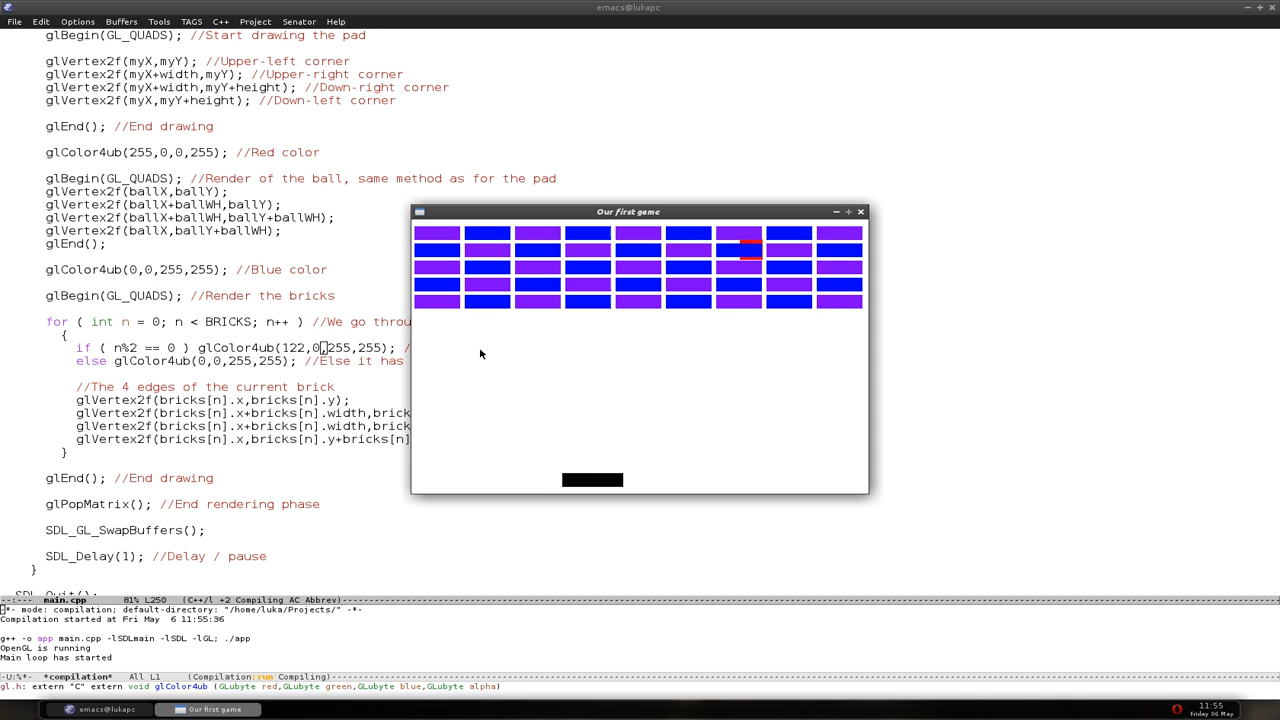 emacs@lukapc
File Edit Options Buffers Tools TAGS C++ Project Senator Help
glBegin(GL_QUADS); //Start drawing the pad
glVertex2f(myX,myY); //Upper-left corner
glVertex2f(myX+width,myY); //Upper-right corner
glVertex2f(myX+width,myY+height); //Down-right corner
glVertex2f(myX,myY+height); //Down-left corner
glEnd(); //End drawing
glColor4ub(255,0,0,255); //Red color
glBegin(GL_QUADS); //Render of the ball, same method as for the pad
glVertex2f(ballX,ballY);
glVertex2f(ballX+ballWH,ballY);
glVertex2f(ballX+ballWH,ballY+ballWH);
glVertex2f(ballX,ballY+ballWH);
glEnd();
glColor4ub(0,0,255,255); //Blue color
glBegin(GL_QUADS); //Render the bricks
for ( int n = 0; n < BRICKS; n++ ) //We go throu
{
if ( n%2 == 0 ) glColor4ub(122,0,255,255); /
else glColor4ub(0,0,255,255); //Else it has
//The 4 edges of the current brick
glVertex2f(bricks[n].x,bricks[n].y);
glVertex2f(bricks[n].x+bricks[n].width,brick
glVertex2f(bricks[n].x+bricks[n].width,brick
glVertex2f(bricks[n].x,bricks[n].y+bricks[n]
}
glEnd(); //End drawing
glPopMatrix(); //End rendering phase
SDL_GL_SwapBuffers();
SDL_Delay(1); //Delay / pause
}
Our first game
--:--- main.cpp 81% L250 (C++/l +2 Compiling AC Abbrev)
-*- mode: compilation; default-directory: "/home/luka/Projects/" -*-
Compilation started at Fri May 6 11:55:36
g++ -o app main.cpp -lSDLmain -lSDL -lGL; ./app
OpenGL is running
Main loop has started
-U:%*- *compilation* All L1 (Compilation:run Compiling)
gl.h: extern "C" extern void glColor4ub (GLubyte red,GLubyte green,GLubyte blue,GLubyte alpha)
emacs@lukapc
Our first game
11:55
Friday 06 May